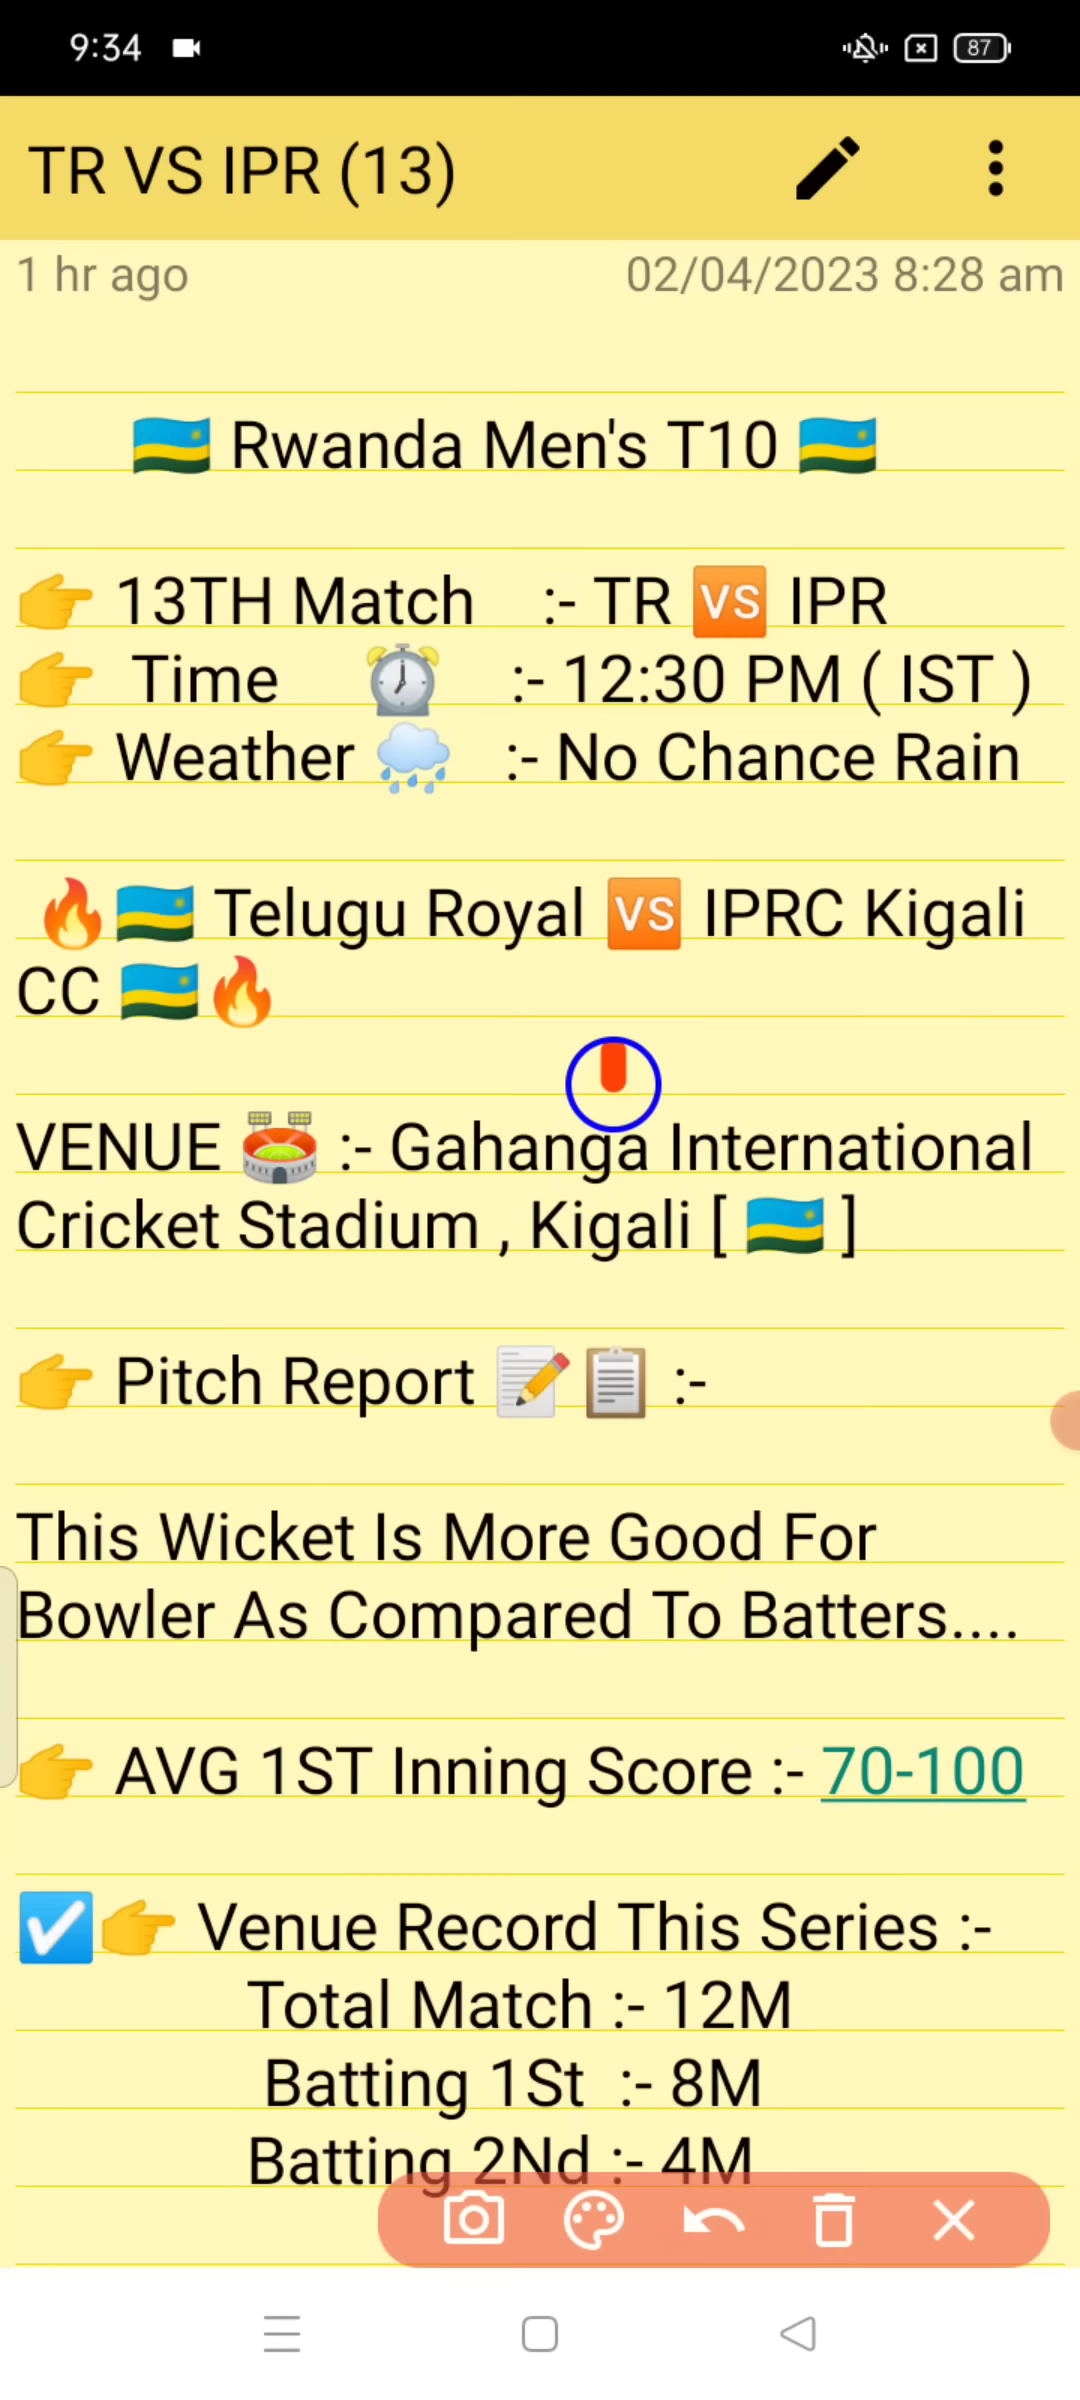 9:34
87
TR VS IPR (13)
1 hr ago 02/04/2023 8:28 am
🇷🇼 Rwanda Men's T10 🇷🇼
👉 13TH Match :- TR 🆚 IPR
👉 Time ⏰ :- 12:30 PM ( IST )
👉 Weather 🌧️ :- No Chance Rain
🔥🇷🇼 Telugu Royal 🆚 IPRC Kigali
CC 🇷🇼🔥
VENUE 🏟️ :- Gahanga International
Cricket Stadium , Kigali [ 🇷🇼 ]
👉 Pitch Report 📝📋 :-
This Wicket Is More Good For
Bowler As Compared To Batters....
👉 AVG 1ST Inning Score :- 70-100
☑️👉 Venue Record This Series :-
Total Match :- 12M
Batting 1St :- 8M
Batting 2Nd :- 4M